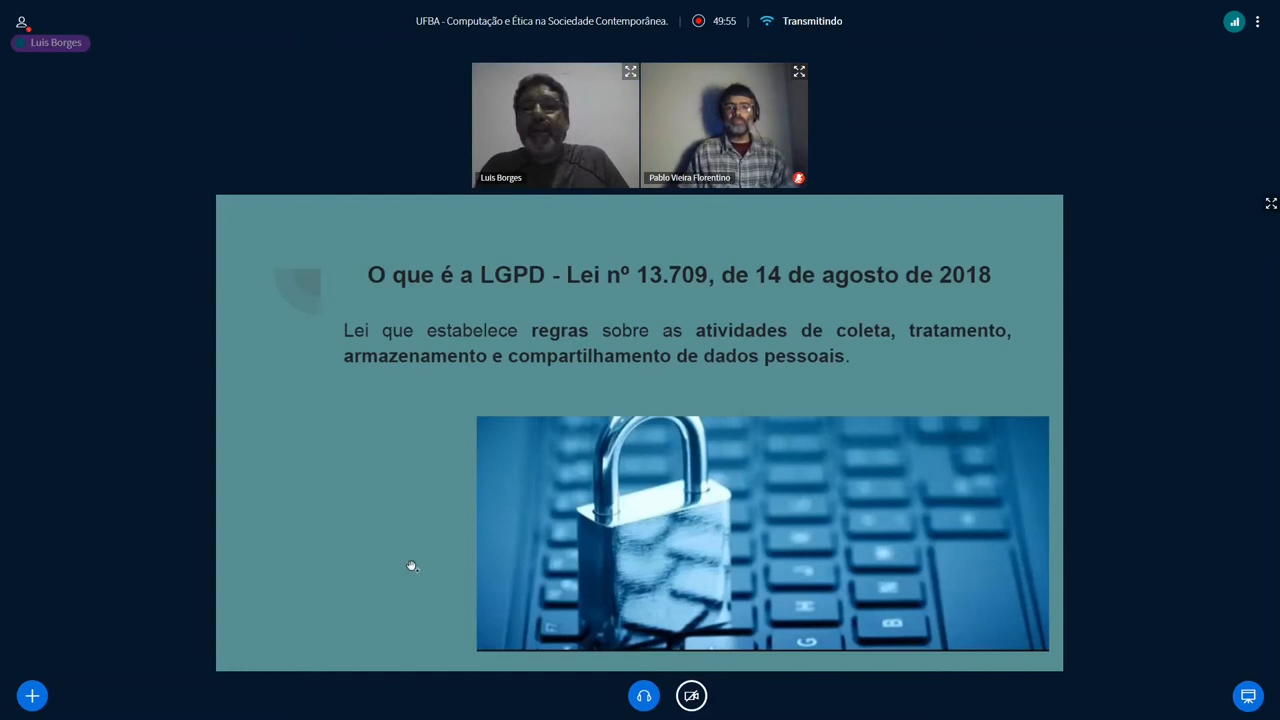 UFBA - Computação e Ética na Sociedade Contemporânea.
49:55
Transmitindo
Luis Borges
Luis Borges
Pablo Vieira Florentino
O que é a LGPD - Lei nº 13.709, de 14 de agosto de 2018
Lei que estabelece regras sobre as atividades de coleta, tratamento,
armazenamento e compartilhamento de dados pessoais.
H
G
B